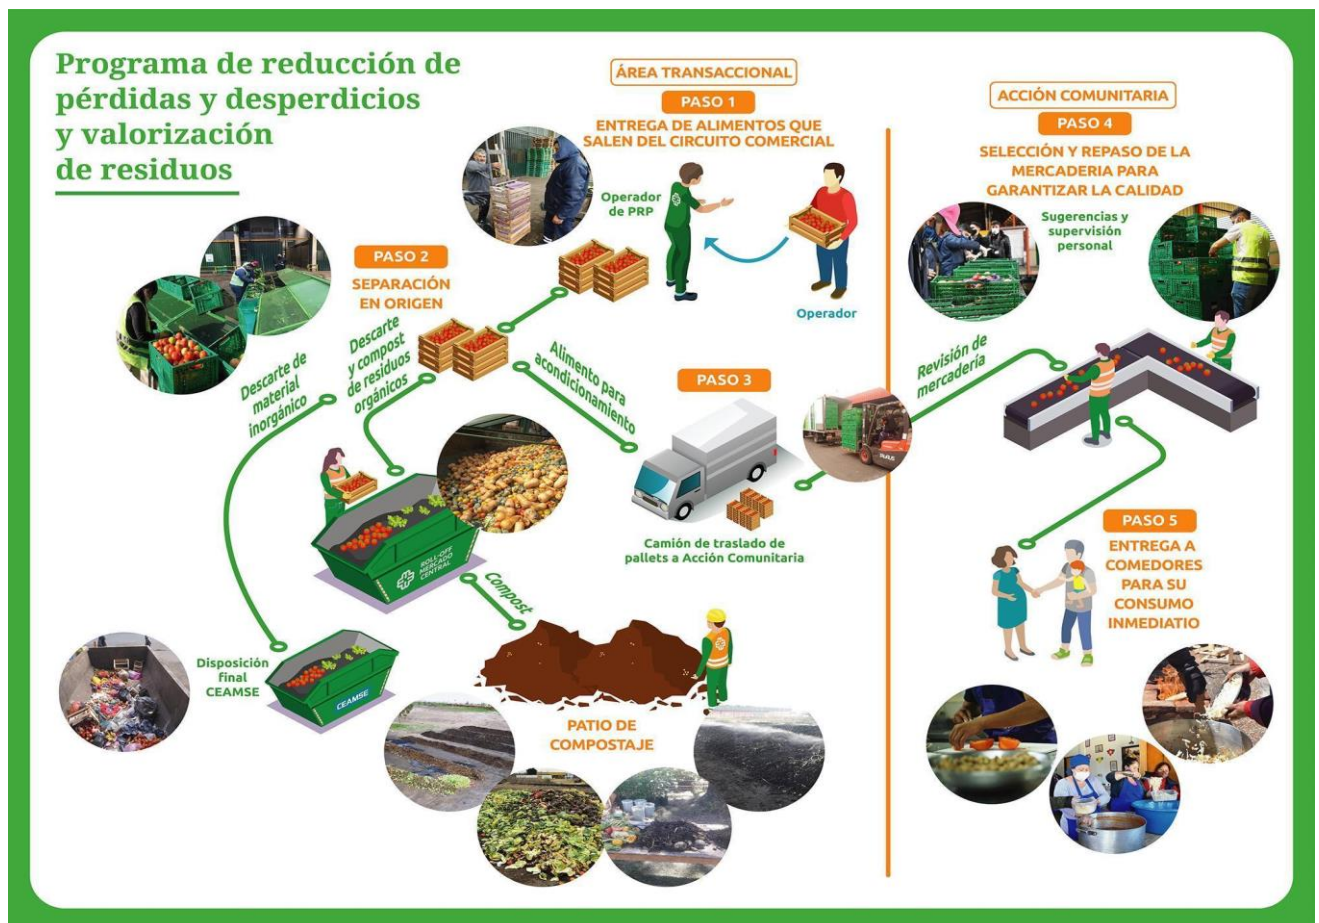 Programa de reducción de
pérdidas y desperdicios
y valorización
de residuos
ÁREA TRANSACCIONAL
PASO 1
ENTREGA DE ALIMENTOS QUE
SALEN DEL CIRCUITO COMERCIAL
Operador
de PRP
Operador
PASO 2
SEPARACIÓN
EN ORIGEN
Descarte de
material
inorgánico
Descarte
y compost
de residuos
orgánicos
Alimento para
acondicionamiento
PASO 3
Camión de traslado de
pallets a Acción Comunitaria
ROLL-OFF
MERCADO
CENTRAL
Compost
Disposición
final
CEAMSE
CEAMSE
PATIO DE
COMPOSTAJE
ACCIÓN COMUNITARIA
PASO 4
SELECCIÓN Y REPASO DE LA
MERCADERIA PARA
GARANTIZAR LA CALIDAD
Sugerencias y
supervisión
personal
Revisión de
mercadería
PASO 5
ENTREGA A
COMEDORES
PARA SU
CONSUMO
INMEDIATIO